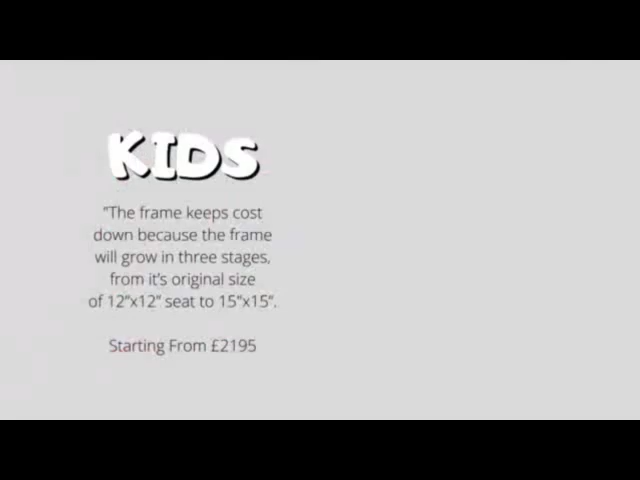 KIDS
"The frame keeps cost
down because the frame
will grow in three stages,
from it's original size
of 12"x12" seat to 15"x15".
Starting From £2195